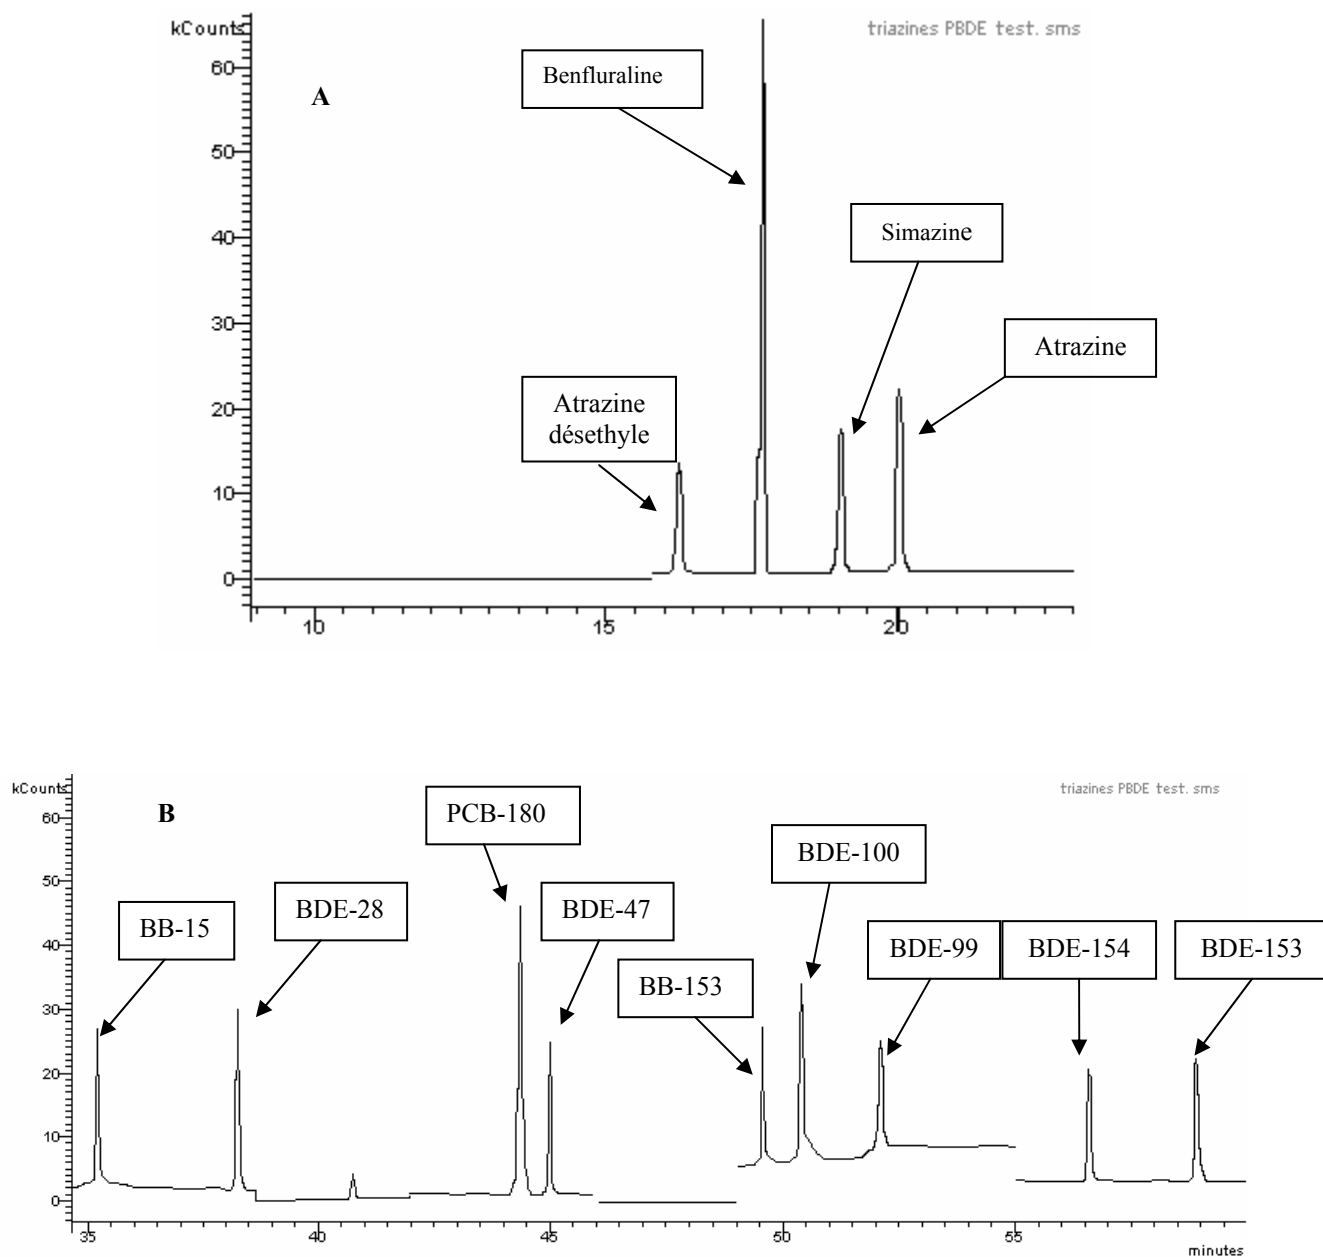 kCounts
triazines PBDE test. sms
A
Benfluraline
Simazine
Atrazine
Atrazine
désethyle
60
50
40
30
20
10
0
10
15
20
kCounts
triazines PBDE test. sms
B
PCB-180
BDE-100
BB-15
BDE-28
BDE-47
BB-153
BDE-99
BDE-154
BDE-153
60
50
40
30
20
10
0
35
40
45
50
55
minutes